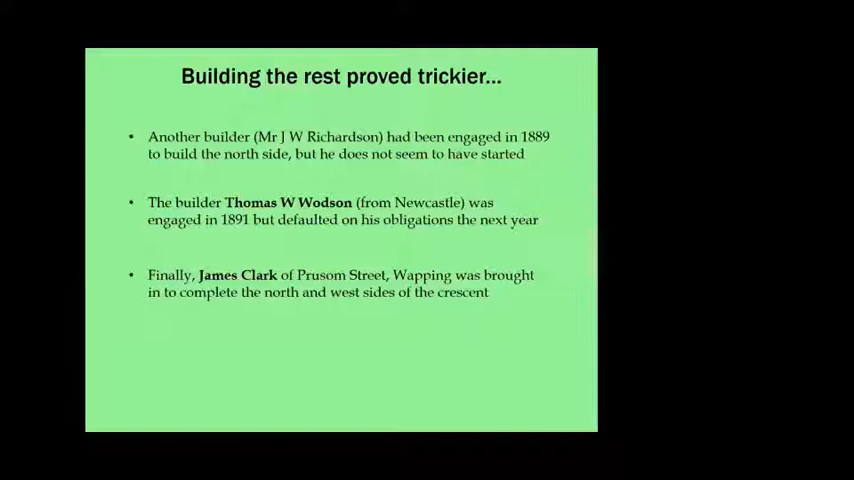 Building the rest proved trickier...
• Another builder (Mr J W Richardson) had been engaged in 1889
to build the north side, but he does not seem to have started
• The builder Thomas W Wodson (from Newcastle) was
engaged in 1891 but defaulted on his obligations the next year
• Finally, James Clark of Prusom Street, Wapping was brought
in to complete the north and west sides of the crescent